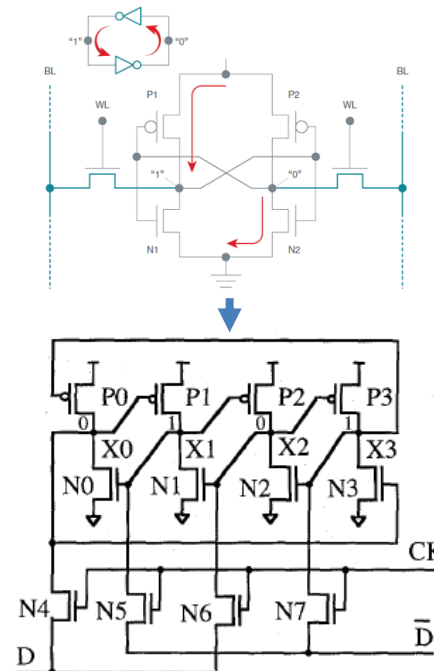 "1" "0"
BL P1 P2 BL
WL WL
"1" "0"
N1 N2
P0 P1 P2 P3
0 1 0 1
X0 X1 X2 X3
N0 N1 N2 N3
CK
N4 N5 N6 N7
D D̅